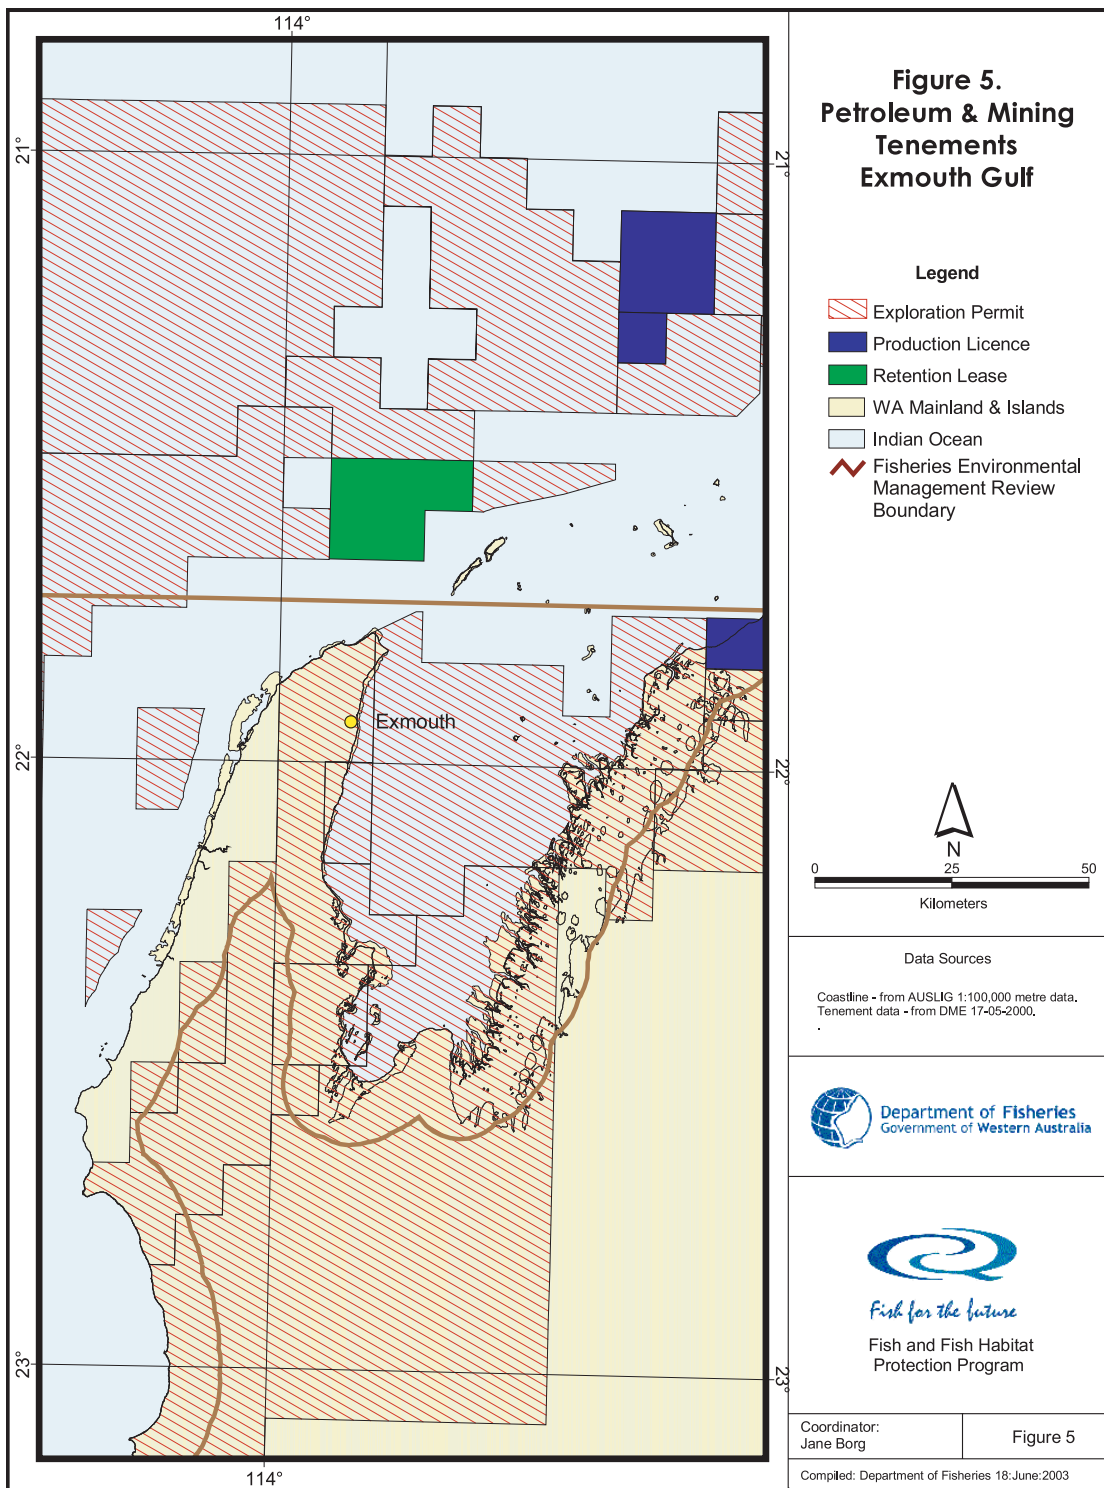 114°
21°
21°
22°
22°
23°
23°
114°
Exmouth
Figure 5.
Petroleum & Mining
Tenements
Exmouth Gulf
Legend
Exploration Permit
Production Licence
Retention Lease
WA Mainland & Islands
Indian Ocean
Fisheries Environmental
Management Review
Boundary
N
0 25 50
Kilometers
Data Sources
Coastline - from AUSLIG 1:100,000 metre data.
Tenement data - from DME 17-05-2000.
.
Department of Fisheries
Government of Western Australia
Fish for the future
Fish and Fish Habitat
Protection Program
Coordinator:
Jane Borg
Figure 5
Compiled: Department of Fisheries 18:June:2003